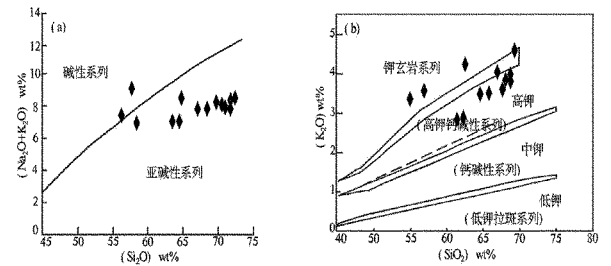 (a)
14
12
10
8
6
4
2
0
碱性系列
亚碱性系列
(Na₂O+K₂O) wt%
45 50 55 60 65 70 75
(Si₂O) wt%
(b)
6
5
4
3
2
1
0
钾玄岩系列
高钾
(高钾钙碱性系列)
中钾
(钙碱性系列)
低钾
(低钾拉斑系列)
(K₂O) wt%
40 50 55 60 65 70 75 80
(SiO₂) wt%